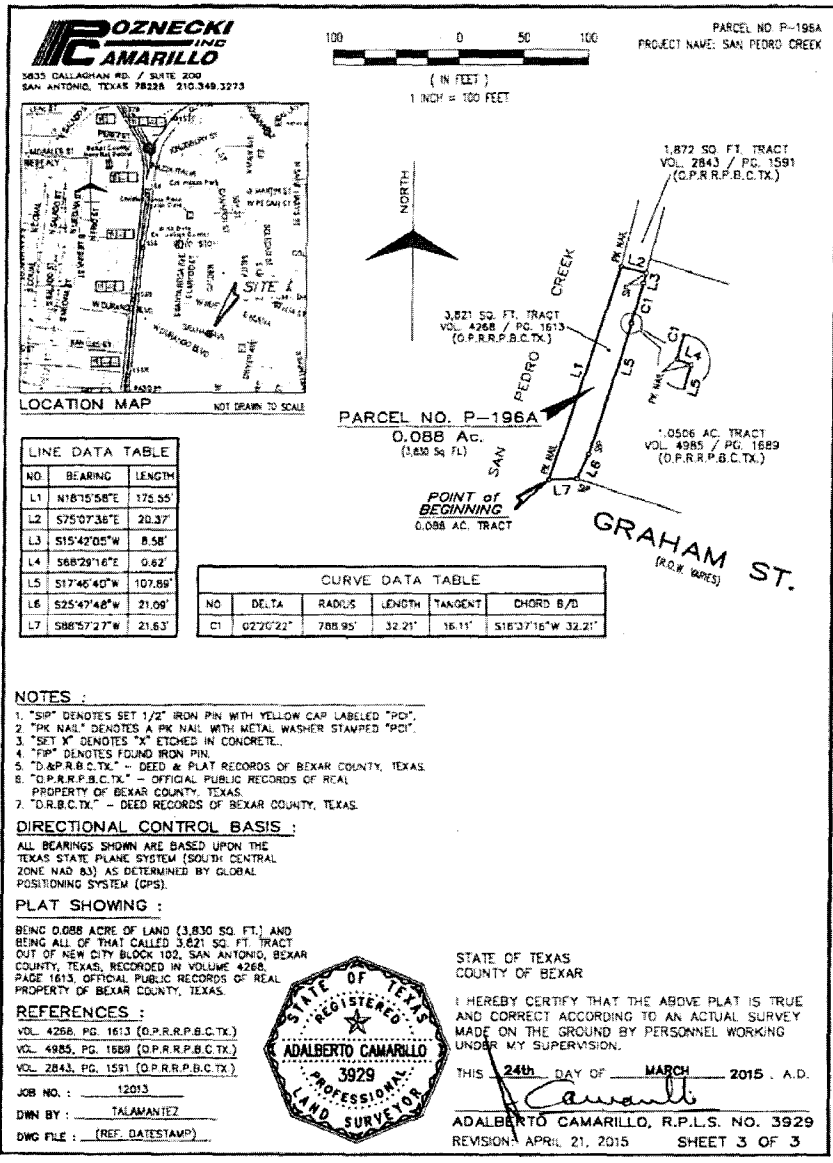 POZNECKI
CAMARILLO INC
5835 CALLAGHAN RD. / SUITE 200
SAN ANTONIO, TEXAS 78228 210.349.3273
100 0 50 100
( IN FEET )
1 INCH = 100 FEET
PARCEL NO P-196A
PROJECT NAME: SAN PEDRO CREEK
SITE
LOCATION MAP NOT DRAWN TO SCALE
NORTH
1,872 SQ. FT. TRACT
VOL. 2843 / PG. 1591
(O.P.R.R.P.B.C.TX.)
PK NAIL
L2
L3
SIP
C1
3,821 SQ. FT. TRACT
VOL. 4268 / PG. 1613
(O.P.R.R.P.B.C.TX.)
SAN PEDRO CREEK
L1
L5
C1
L4
L5
PK NAIL
PARCEL NO. P-196A
0.088 Ac.
(3,830 Sq. Ft.)
1.0506 AC. TRACT
VOL. 4985 / PG. 1689
(O.P.R.R.P.B.C.TX.)
PK NAIL
SIP
L6
L7
SIP
POINT of
BEGINNING
0.088 AC. TRACT
GRAHAM ST.
(R.O.W. VARIES)
LINE DATA TABLE
NO BEARING LENGTH
L1 N18°15'58"E 175.55'
L2 S75°07'36"E 20.37'
L3 S15°42'05"W 8.58'
L4 S68°29'16"E 0.62'
L5 S17°46'40"W 107.89'
L6 S25°47'48"W 21.09'
L7 S88°57'27"W 21.63'
CURVE DATA TABLE
NO DELTA RADIUS LENGTH TANGENT CHORD B/D
C1 02°20'22" 788.95' 32.21' 16.11' S16°37'16"W 32.21'
NOTES :
1. "SIP" DENOTES SET 1/2" IRON PIN WITH YELLOW CAP LABELED "PCI".
2. "PK NAIL" DENOTES A PK NAIL WITH METAL WASHER STAMPED "PCI".
3. "SET X" DENOTES "X" ETCHED IN CONCRETE.
4. "FIP" DENOTES FOUND IRON PIN.
5. "D.&P.R.B.C.TX." - DEED & PLAT RECORDS OF BEXAR COUNTY, TEXAS.
6. "O.P.R.R.P.B.C.TX." - OFFICIAL PUBLIC RECORDS OF REAL
PROPERTY OF BEXAR COUNTY, TEXAS.
7. "D.R.B.C.TX." - DEED RECORDS OF BEXAR COUNTY, TEXAS.
DIRECTIONAL CONTROL BASIS :
ALL BEARINGS SHOWN ARE BASED UPON THE
TEXAS STATE PLANE SYSTEM (SOUTH CENTRAL
ZONE NAD 83) AS DETERMINED BY GLOBAL
POSITIONING SYSTEM (GPS).
PLAT SHOWING :
BEING 0.088 ACRE OF LAND (3,830 SQ. FT.) AND
BEING ALL OF THAT CALLED 3,821 SQ. FT. TRACT
OUT OF NEW CITY BLOCK 102, SAN ANTONIO, BEXAR
COUNTY, TEXAS, RECORDED IN VOLUME 4268,
PAGE 1613, OFFICIAL PUBLIC RECORDS OF REAL
PROPERTY OF BEXAR COUNTY, TEXAS.
REFERENCES :
VOL. 4268, PG. 1613 (O.P.R.R.P.B.C.TX.)
VOL. 4985, PG. 1689 (O.P.R.R.P.B.C.TX.)
VOL. 2843, PG. 1591 (O.P.R.R.P.B.C.TX.)
JOB NO. : 12013
DWN BY : TALAMANTEZ
DWG FILE : (REF. DATESTAMP)
STATE OF TEXAS
REGISTERED
ADALBERTO CAMARILLO
3929
PROFESSIONAL
LAND SURVEYOR
STATE OF TEXAS
COUNTY OF BEXAR
I HEREBY CERTIFY THAT THE ABOVE PLAT IS TRUE
AND CORRECT ACCORDING TO AN ACTUAL SURVEY
MADE ON THE GROUND BY PERSONNEL WORKING
UNDER MY SUPERVISION.
THIS 24th DAY OF MARCH 2015 . A.D.
ADALBERTO CAMARILLO, R.P.L.S. NO. 3929
REVISION: APRIL 21, 2015 SHEET 3 OF 3